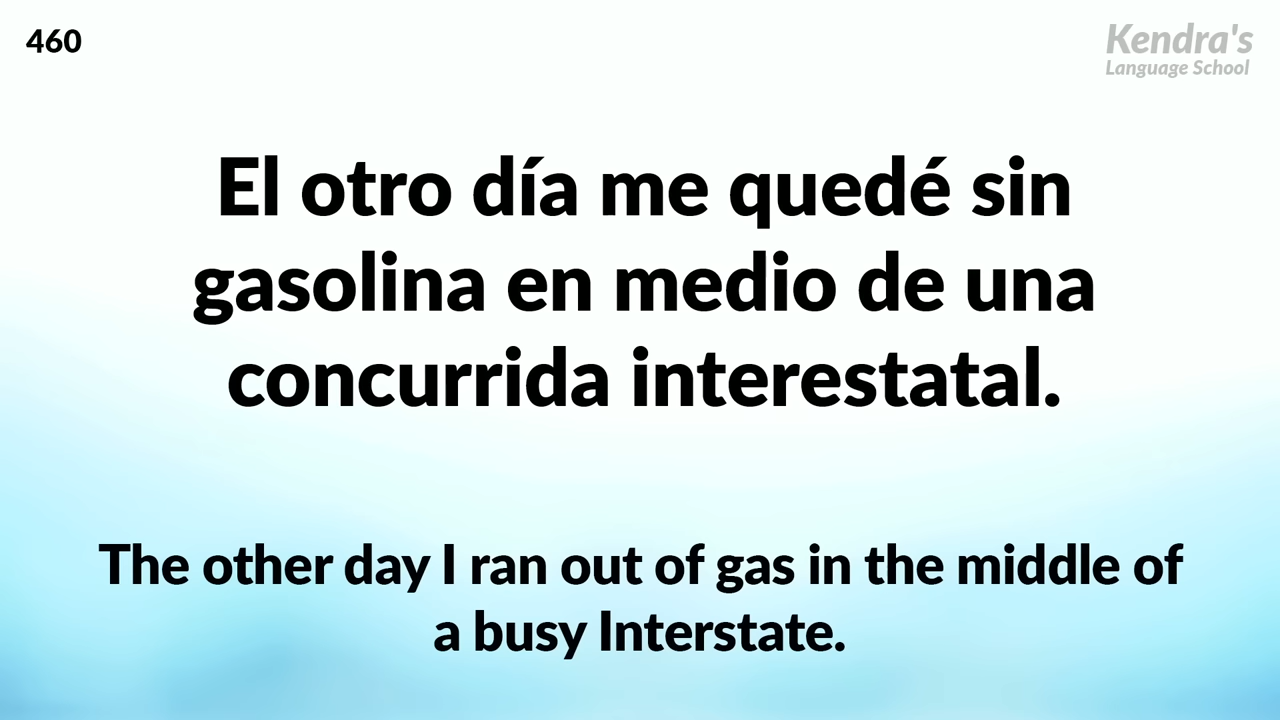 460
Kendra's
Language School
El otro día me quedé sin
gasolina en medio de una
concurrida interestatal.
The other day I ran out of gas in the middle of
a busy Interstate.